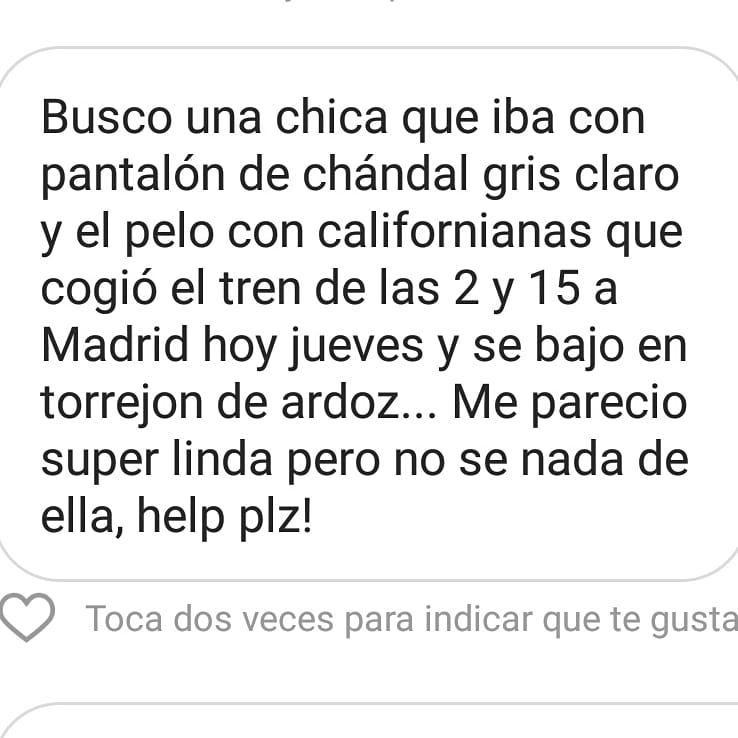 Busco una chica que iba con
pantalón de chándal gris claro
y el pelo con californianas que
cogió el tren de las 2 y 15 a
Madrid hoy jueves y se bajo en
torrejon de ardoz... Me parecio
super linda pero no se nada de
ella, help plz!
Toca dos veces para indicar que te gusta